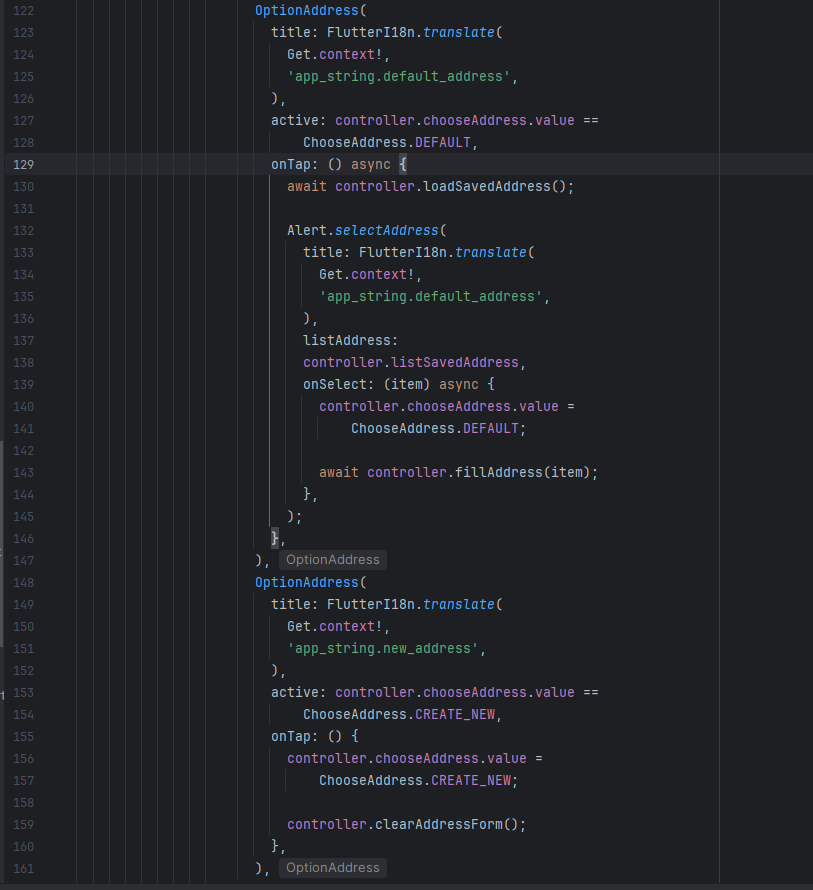 122 OptionAddress(
123 title: FlutterI18n.translate(
124 Get.context!,
125 'app_string.default_address',
126 ),
127 active: controller.chooseAddress.value ==
128 ChooseAddress.DEFAULT,
129 onTap: () async {
130 await controller.loadSavedAddress();
131
132 Alert.selectAddress(
133 title: FlutterI18n.translate(
134 Get.context!,
135 'app_string.default_address',
136 ),
137 listAddress:
138 controller.listSavedAddress,
139 onSelect: (item) async {
140 controller.chooseAddress.value =
141 ChooseAddress.DEFAULT;
142
143 await controller.fillAddress(item);
144 },
145 );
146 },
147 ), OptionAddress
148 OptionAddress(
149 title: FlutterI18n.translate(
150 Get.context!,
151 'app_string.new_address',
152 ),
153 active: controller.chooseAddress.value ==
154 ChooseAddress.CREATE_NEW,
155 onTap: () {
156 controller.chooseAddress.value =
157 ChooseAddress.CREATE_NEW;
158
159 controller.clearAddressForm();
160 },
161 ), OptionAddress